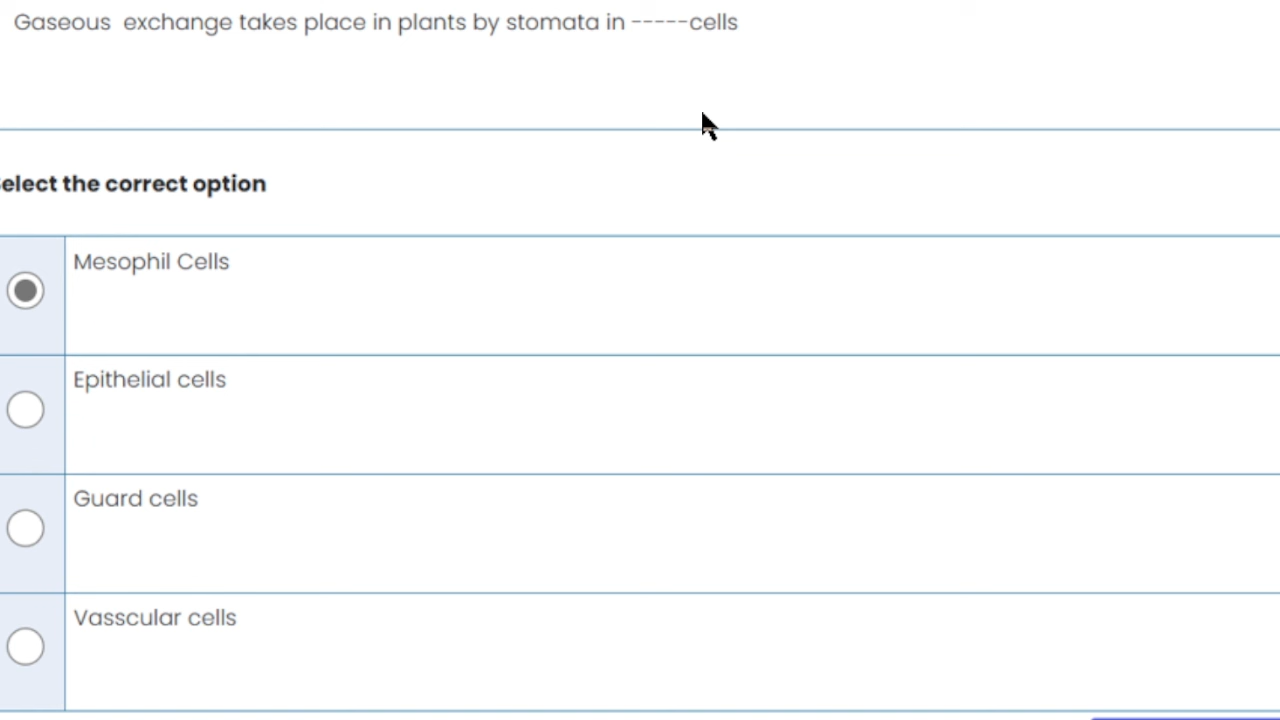 Gaseous exchange takes place in plants by stomata in -----cells
elect the correct option
Mesophil Cells
Epithelial cells
Guard cells
Vasscular cells